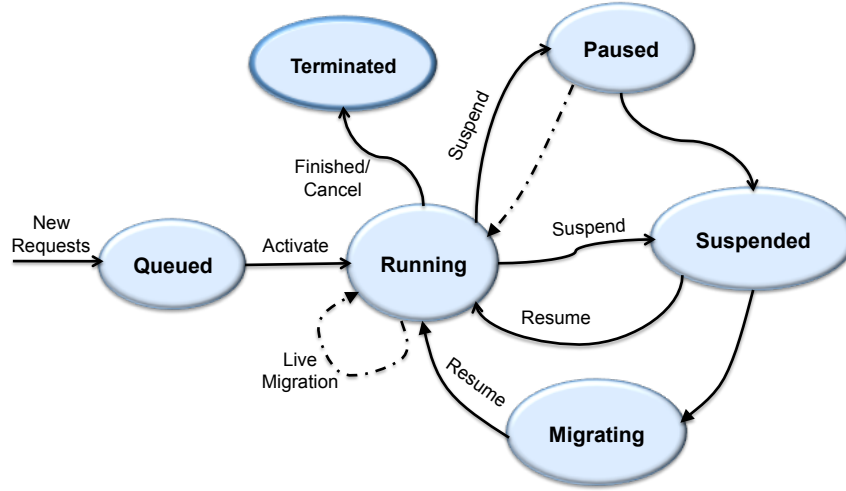 Paused
Terminated
Suspend
Finished/
Cancel
New
Requests
Activate
Suspend
Queued
Running
Suspended
Resume
Live
Migration
Resume
Migrating